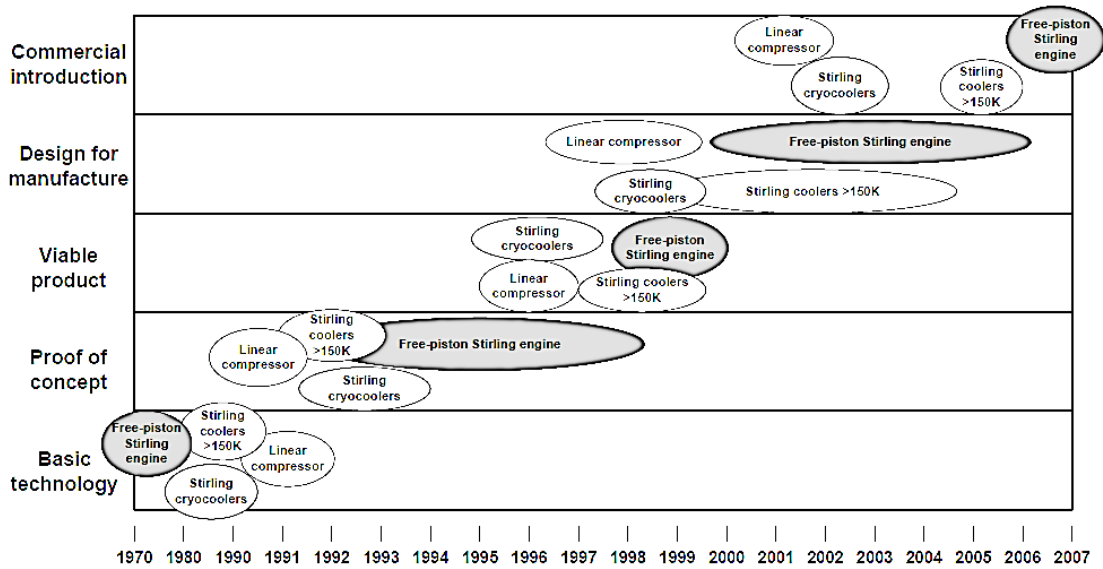 Commercial
introduction
Linear
compressor
Stirling
cryocoolers
Stirling
coolers
>150K
Free-piston
Stirling
engine
Design for
manufacture
Linear compressor
Free-piston Stirling engine
Stirling
cryocoolers
Stirling coolers >150K
Viable
product
Stirling
cryocoolers
Free-piston
Stirling engine
Linear
compressor
Stirling coolers
>150K
Proof of
concept
Stirling
coolers
>150K
Linear
compressor
Free-piston Stirling engine
Stirling
cryocoolers
Basic
technology
Free-piston
Stirling
engine
Stirling
coolers
>150K
Linear
compressor
Stirling
cryocoolers
1970 1980 1990 1991 1992 1993 1994 1995 1996 1997 1998 1999 2000 2001 2002 2003 2004 2005 2006 2007